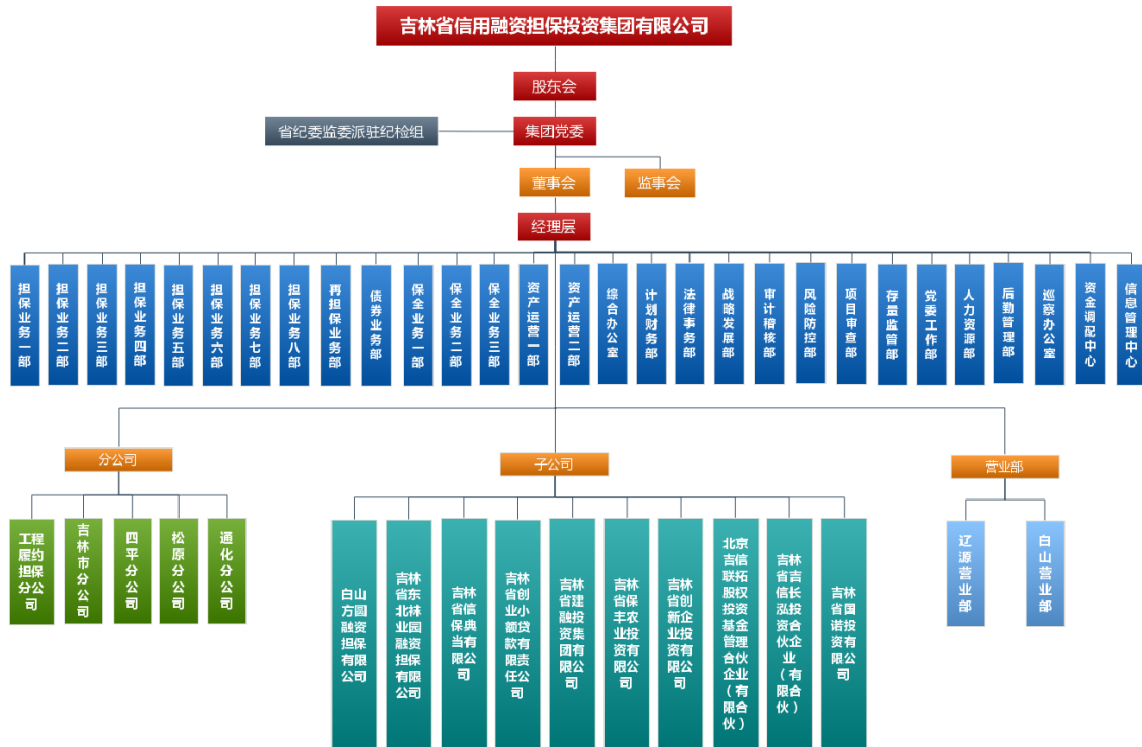 吉林省信用融资担保投资集团有限公司
股东会
省纪委监委派驻纪检组
集团党委
董事会
监事会
经理层
担保业务一部
担保业务二部
担保业务三部
担保业务四部
担保业务五部
担保业务六部
担保业务七部
担保业务八部
再担保业务部
债券业务部
保全业务一部
保全业务二部
保全业务三部
资产运营一部
资产运营二部
综合办公室
计划财务部
法律事务部
战略发展部
审计稽核部
风险防控部
项目审查部
存量监管部
党委工作部
人力资源部
后勤管理部
巡察办公室
资金调配中心
信息管理中心
分公司
子公司
营业部
工程履约担保分公司
吉林市分公司
四平分公司
松原分公司
通化分公司
白山方圆融资担保有限公司
吉林省东北袜业园融资担保有限公司
吉林省信保典当有限公司
吉林省创业小额贷款有限责任公司
吉林省建融投资集团有限公司
吉林省保丰农业投资有限公司
吉林省创新企业投资有限公司
北京吉信联拓股权投资基金管理合伙企业（有限合伙）
吉林省吉信长泓投资合伙企业（有限合伙）
吉林省国诺投资有限公司
辽源营业部
白山营业部